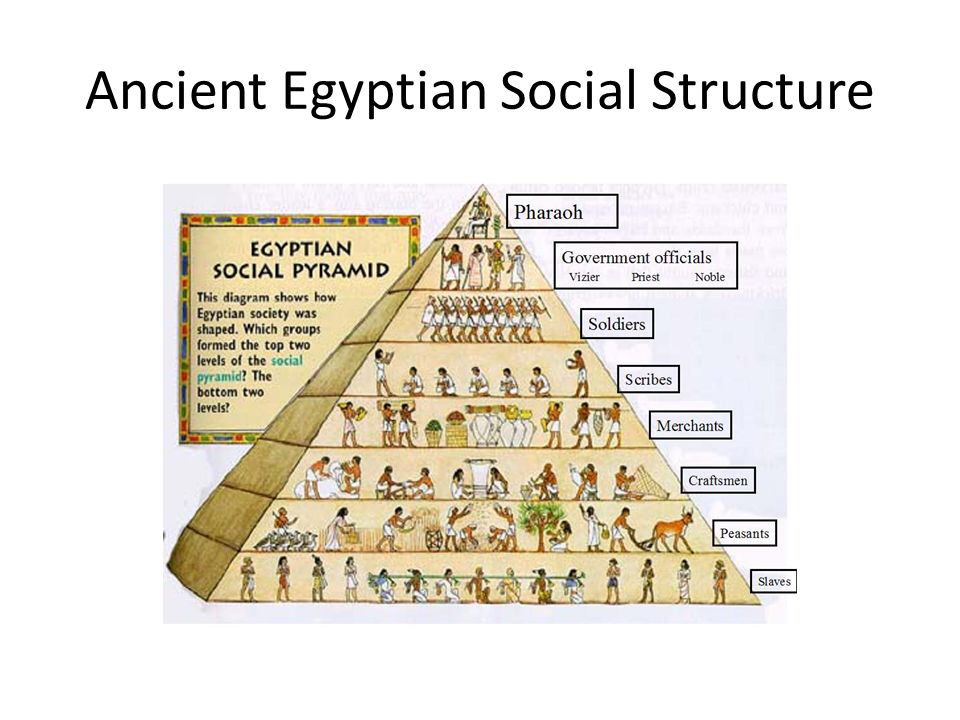 Ancient Egyptian Social Structure
EGYPTIAN
SOCIAL PYRAMID
This diagram shows how
Egyptian society was
shaped. Which groups
formed the top two
levels of the social
pyramid? The
bottom two
levels?
Pharaoh
Government officials
Vizier Priest Noble
Soldiers
Scribes
Merchants
Craftsmen
Peasants
Slaves